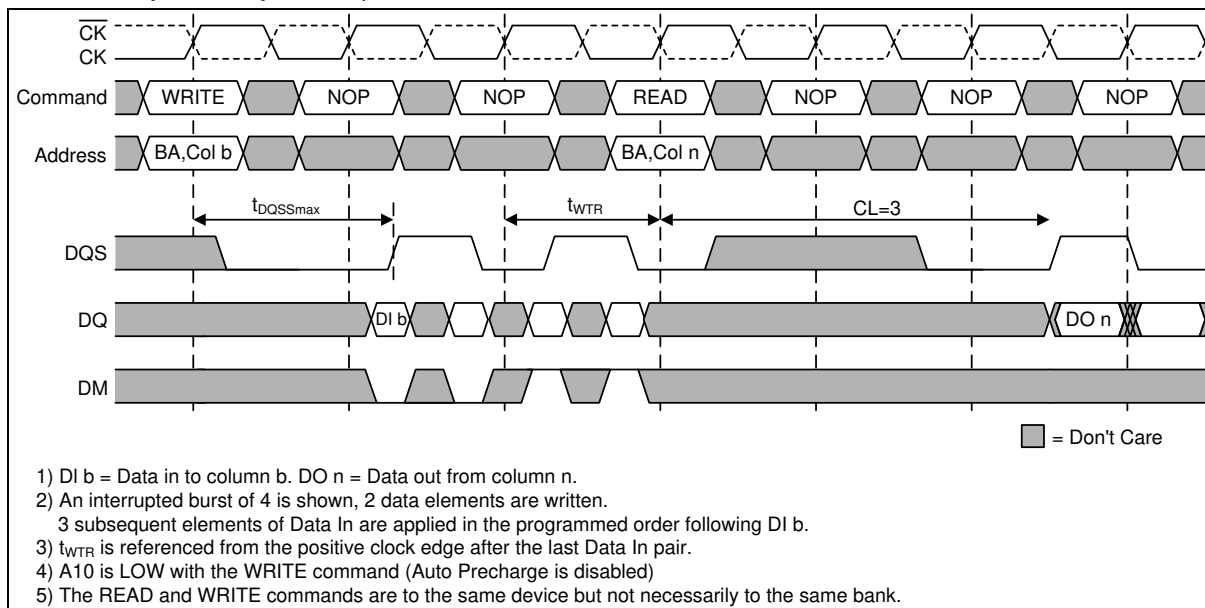 CK
CK
Command WRITE NOP NOP READ NOP NOP NOP
Address BA,Col b BA,Col n
tDQSSmax tWTR CL=3
DQS
DQ DI b DO n
DM
= Don't Care
1) DI b = Data in to column b. DO n = Data out from column n.
2) An interrupted burst of 4 is shown, 2 data elements are written.
3 subsequent elements of Data In are applied in the programmed order following DI b.
3) tWTR is referenced from the positive clock edge after the last Data In pair.
4) A10 is LOW with the WRITE command (Auto Precharge is disabled)
5) The READ and WRITE commands are to the same device but not necessarily to the same bank.